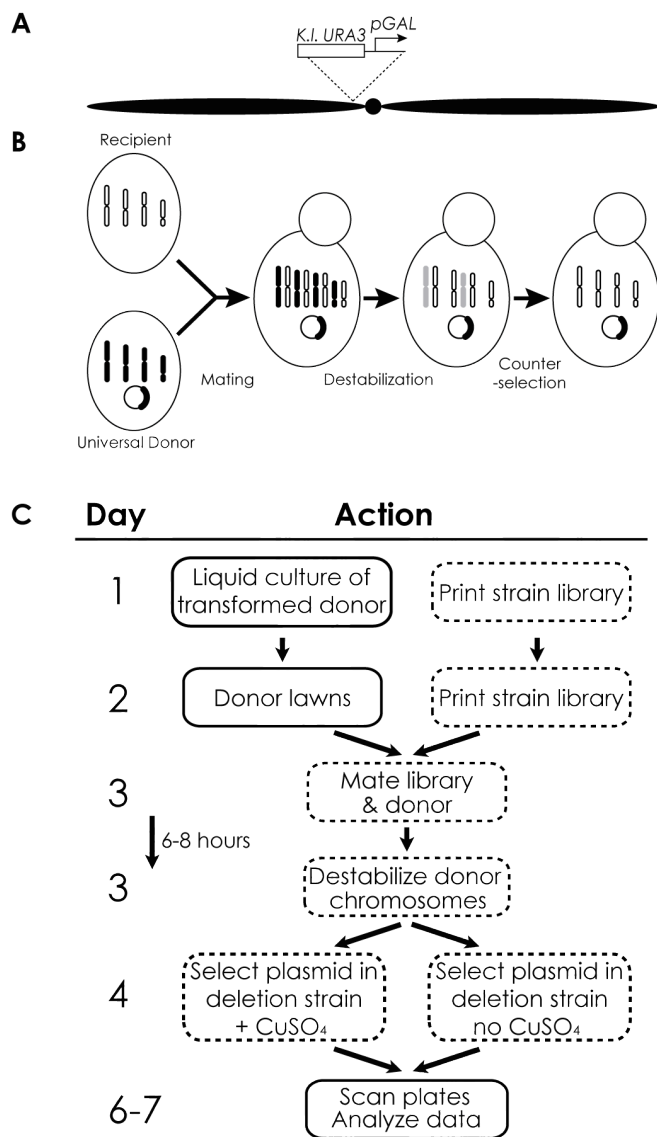 A
K.l. URA3
pGAL
B
Recipient
Universal Donor
Mating
Destabilization
Counter
-selection
C
Day
Action
1
Liquid culture of
transformed donor
Print strain library
2
Donor lawns
Print strain library
3
Mate library
& donor
6-8 hours
3
Destabilize donor
chromosomes
4
Select plasmid in
deletion strain
+ CuSO₄
Select plasmid in
deletion strain
no CuSO₄
6-7
Scan plates
Analyze data